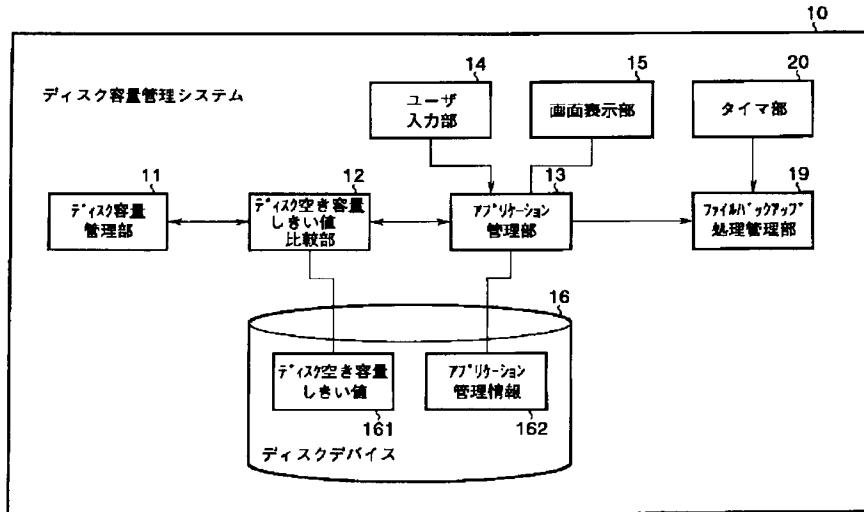 10
ディスク容量管理システム
14
ユーザ
入力部
15
画面表示部
20
タイマ部
11
ディスク容量
管理部
12
ディスク空き容量
しきい値
比較部
13
アプリケーション
管理部
19
ファイルバックアップ
処理管理部
16
ディスク空き容量
しきい値
161
アプリケーション
管理情報
162
ディスクデバイス